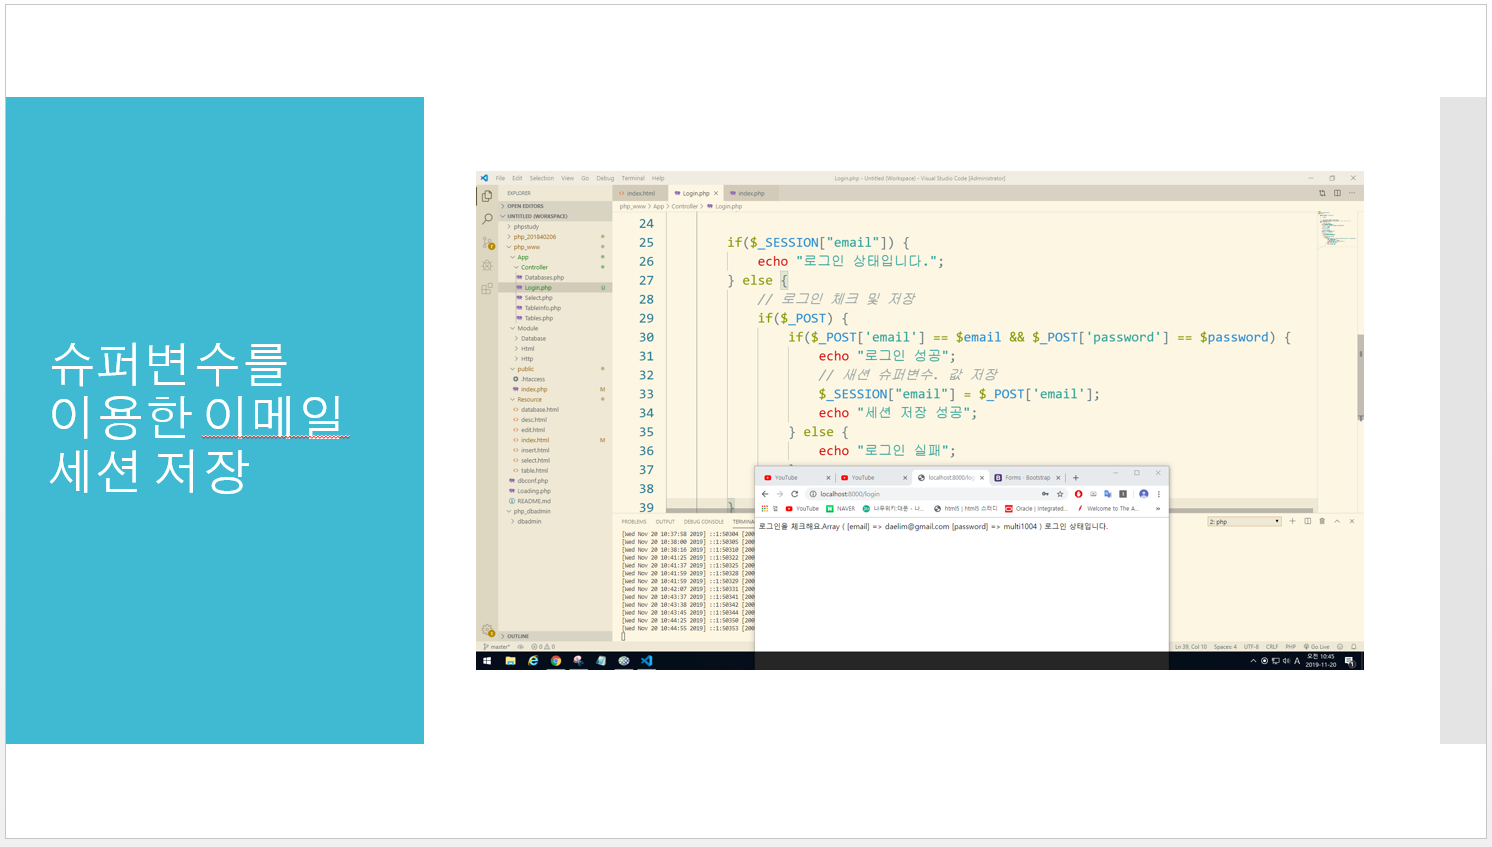 슈퍼변수를
이용한 이메일
세션 저장
File Edit Selection View Go Debug Terminal Help
Login.php - Untitled (Workspace) - Visual Studio Code [Administrator]
EXPLORER
OPEN EDITORS
UNTITLED (WORKSPACE)
phpstudy
php_201840206
php_www
App
Controller
Databases.php
Login.php U
Select.php
TableInfo.php
Tables.php
Module
Database
Html
Http
public
.htaccess
index.php M
Resource
database.html
desc.html
edit.html
index.html M
insert.html
select.html
table.html
dbconf.php
Loading.php
README.md
php_dbadmin
dbadmin
OUTLINE
index.html Login.php index.php
php_www > App > Controller > Login.php
24
25 if($_SESSION["email"]) {
26 echo "로그인 상태입니다.";
27 } else {
28 // 로그인 체크 및 저장
29 if($_POST) {
30 if($_POST['email'] == $email && $_POST['password'] == $password) {
31 echo "로그인 성공";
32 // 새션 슈퍼변수. 값 저장
33 $_SESSION["email"] = $_POST['email'];
34 echo "세션 저장 성공";
35 } else {
36 echo "로그인 실패";
37
38
39 }
PROBLEMS OUTPUT DEBUG CONSOLE TERMINA
2: php
[Wed Nov 20 10:37:58 2019] ::1:50304 [200
[Wed Nov 20 10:38:00 2019] ::1:50305 [200
[Wed Nov 20 10:38:16 2019] ::1:50310 [200
[Wed Nov 20 10:41:25 2019] ::1:50322 [200
[Wed Nov 20 10:41:37 2019] ::1:50325 [200
[Wed Nov 20 10:41:59 2019] ::1:50328 [200
[Wed Nov 20 10:41:59 2019] ::1:50329 [200
[Wed Nov 20 10:42:07 2019] ::1:50331 [200
[Wed Nov 20 10:43:37 2019] ::1:50341 [200
[Wed Nov 20 10:43:38 2019] ::1:50342 [200
[Wed Nov 20 10:43:45 2019] ::1:50344 [200
[Wed Nov 20 10:44:25 2019] ::1:50350 [200
[Wed Nov 20 10:44:55 2019] ::1:50353 [200
YouTube YouTube localhost:8000/log Forms · Bootstrap
localhost:8000/login
앱 YouTube NAVER 나무위키:대문 - 나... html5 | html5 스터디 Oracle | Integrated... Welcome to The A...
로그인을 체크해요.Array ( [email] => daelim@gmail.com [password] => multi1004 ) 로그인 상태입니다.
master* 0 0
Ln 39, Col 10 Spaces: 4 UTF-8 CRLF PHP Go Live
A 오전 10:45
2019-11-20